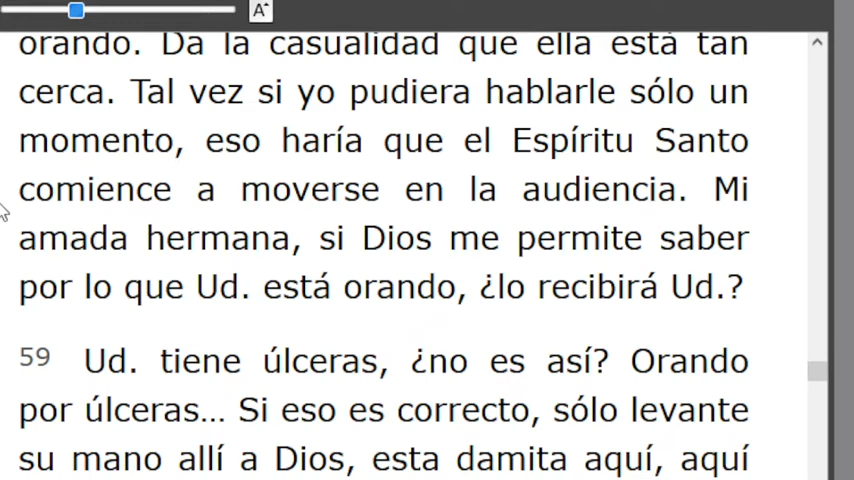 A
orando. Da la casualidad que ella está tan
cerca. Tal vez si yo pudiera hablarle sólo un
momento, eso haría que el Espíritu Santo
comience a moverse en la audiencia. Mi
amada hermana, si Dios me permite saber
por lo que Ud. está orando, ¿lo recibirá Ud.?
59 Ud. tiene úlceras, ¿no es así? Orando
por úlceras... Si eso es correcto, sólo levante
su mano allí a Dios, esta damita aquí, aquí